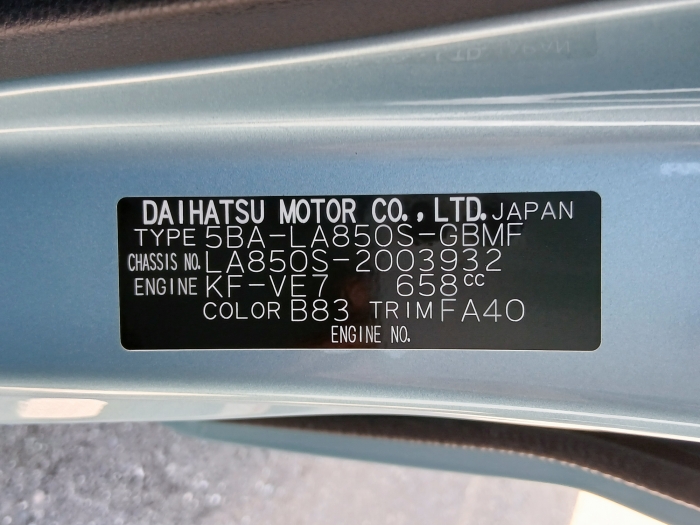 DAIHATSU MOTOR CO., LTD. JAPAN
TYPE 5BA-LA850S-GBMF
CHASSIS NO. LA850S-2003932
ENGINE KF-VE7 658cc
COLOR B83 TRIM FA40
ENGINE NO.